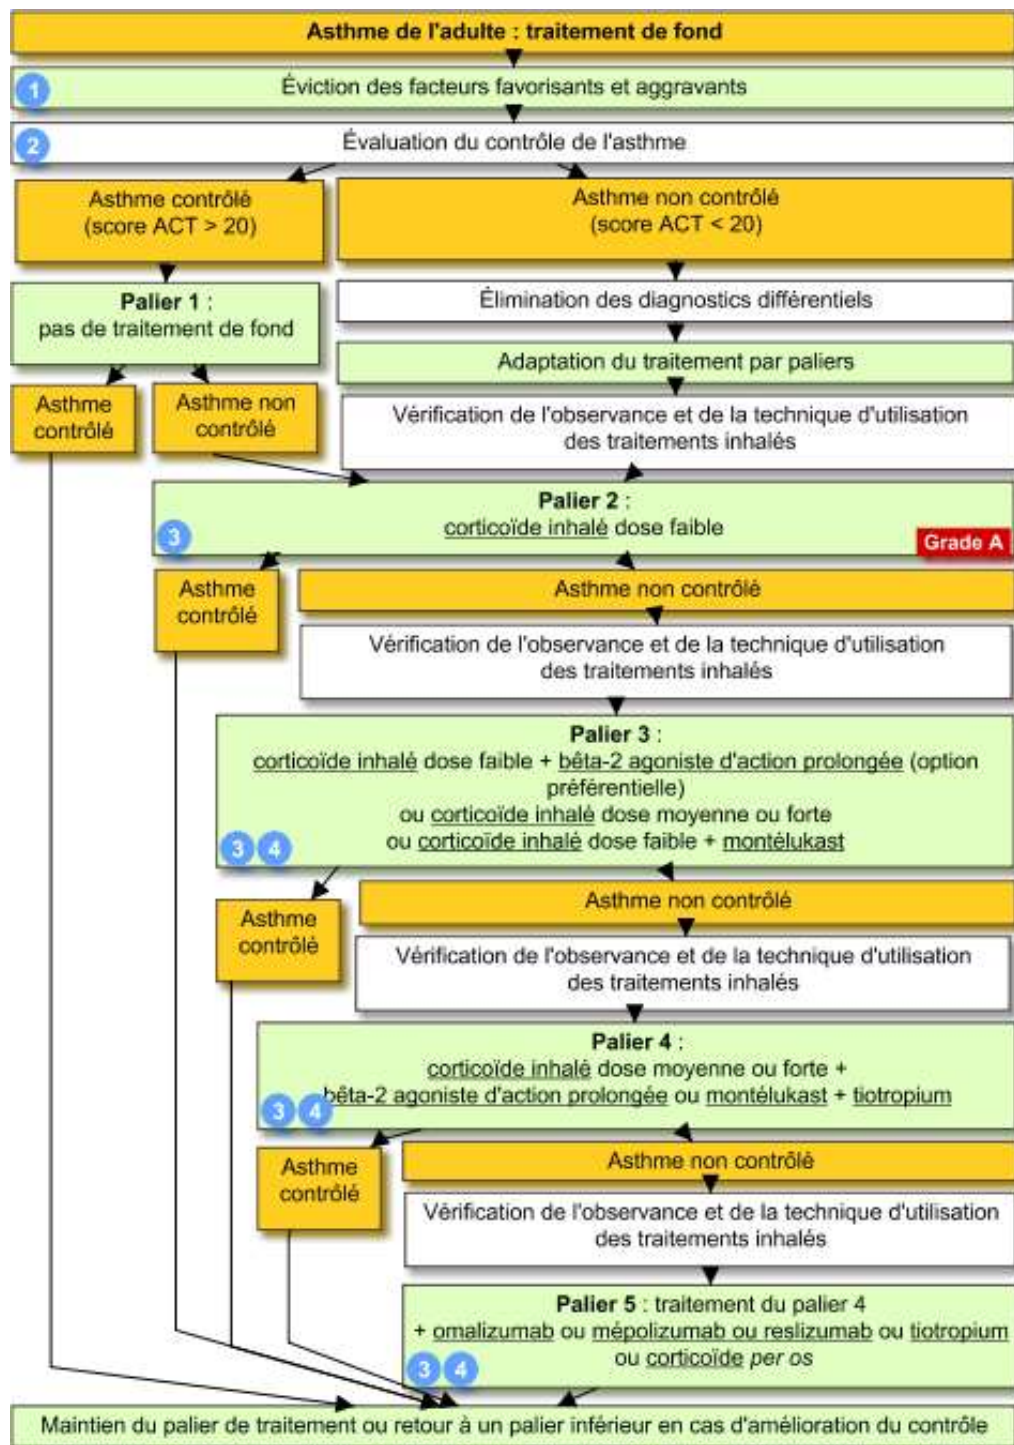 Asthme de l'adulte : traitement de fond
1
Éviction des facteurs favorisants et aggravants
2
Évaluation du contrôle de l'asthme
Asthme contrôlé
(score ACT > 20)
Asthme non contrôlé
(score ACT < 20)
Palier 1 :
pas de traitement de fond
Élimination des diagnostics différentiels
Adaptation du traitement par paliers
Asthme
contrôlé
Asthme non
contrôlé
Vérification de l'observance et de la technique d'utilisation
des traitements inhalés
Palier 2 :
corticoïde inhalé dose faible
3
Grade A
Asthme
contrôlé
Asthme non contrôlé
Vérification de l'observance et de la technique d'utilisation
des traitements inhalés
Palier 3 :
corticoïde inhalé dose faible + bêta-2 agoniste d'action prolongée (option
préférentielle)
ou corticoïde inhalé dose moyenne ou forte
ou corticoïde inhalé dose faible + montélukast
3 4
Asthme
contrôlé
Asthme non contrôlé
Vérification de l'observance et de la technique d'utilisation
des traitements inhalés
Palier 4 :
corticoïde inhalé dose moyenne ou forte +
bêta-2 agoniste d'action prolongée ou montélukast + tiotropium
3 4
Asthme
contrôlé
Asthme non contrôlé
Vérification de l'observance et de la technique d'utilisation
des traitements inhalés
Palier 5 : traitement du palier 4
+ omalizumab ou mépolizumab ou reslizumab ou tiotropium
ou corticoïde per os
3 4
Maintien du palier de traitement ou retour à un palier inférieur en cas d'amélioration du contrôle